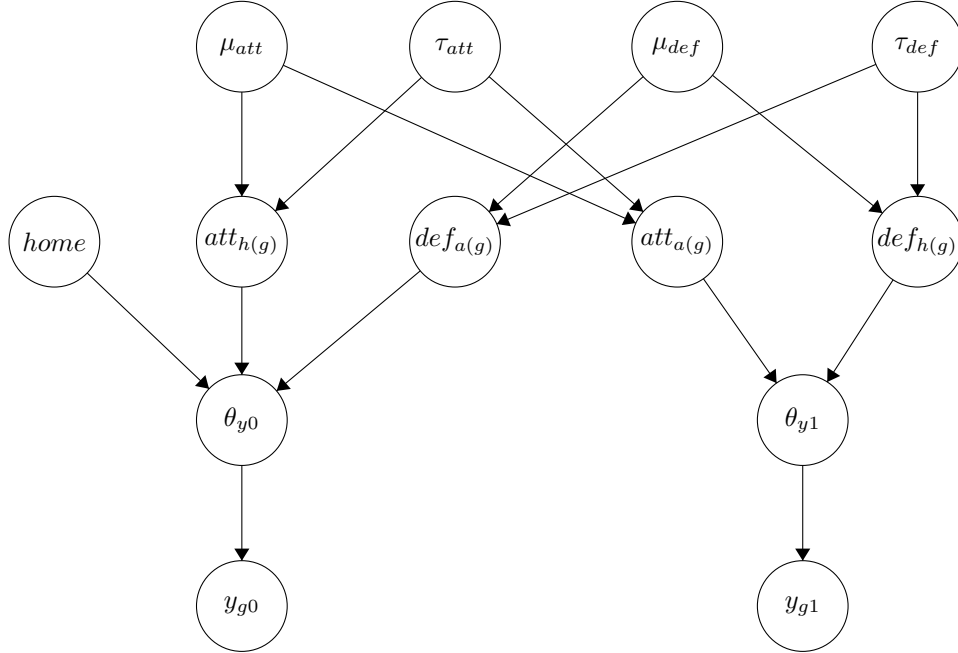 μ_att τ_att μ_def τ_def
home att_h(g) def_a(g) att_a(g) def_h(g)
θ_y0 θ_y1
y_g0 y_g1